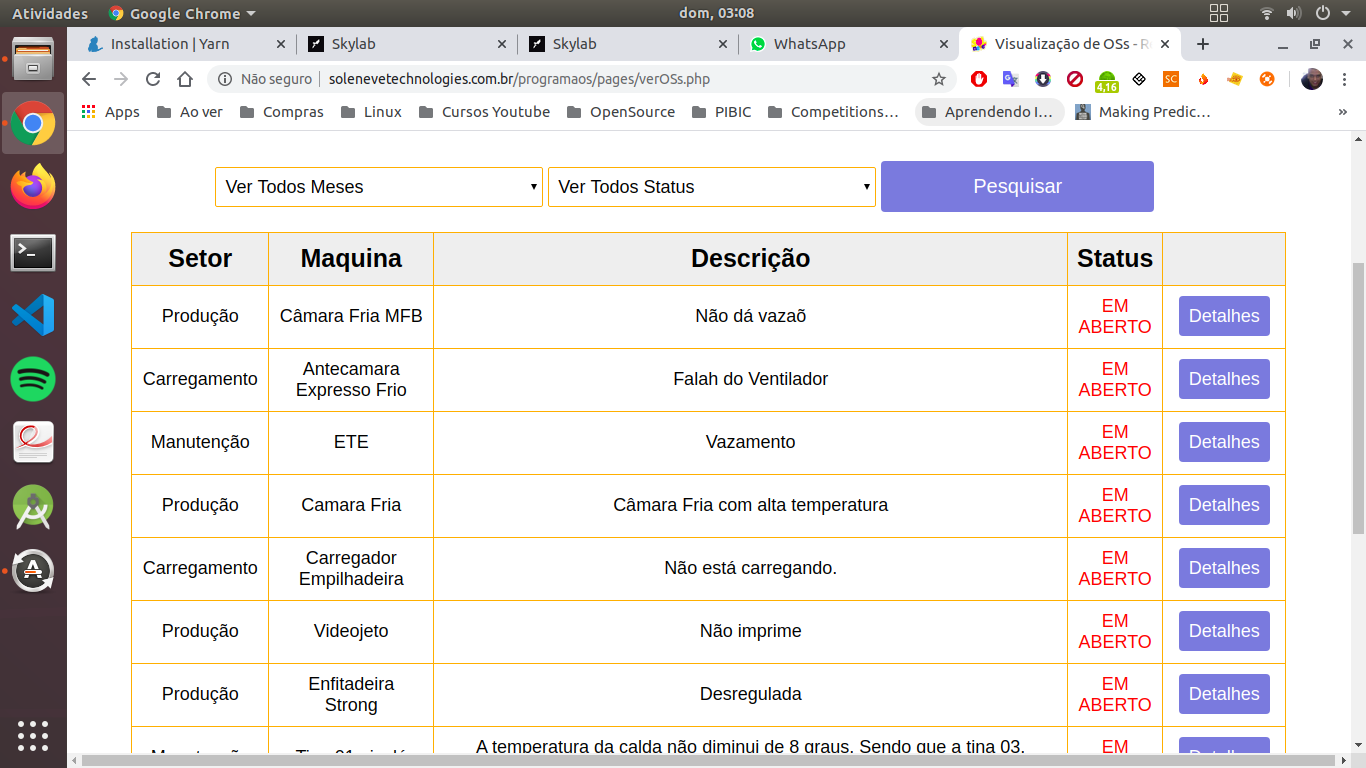 Atividades Google Chrome dom, 03:08
Installation | Yarn Skylab Skylab WhatsApp Visualização de OSs - R
Não seguro solenevetechnologies.com.br/programaos/pages/verOSs.php 4.16 SC
Apps Ao ver Compras Linux Cursos Youtube OpenSource PIBIC Competitions… Aprendendo I… Making Predic… »
Ver Todos Meses Ver Todos Status Pesquisar
Setor Maquina Descrição Status
Produção Câmara Fria MFB Não dá vazaõ EM ABERTO Detalhes
Carregamento Antecamara Expresso Frio Falah do Ventilador EM ABERTO Detalhes
Manutenção ETE Vazamento EM ABERTO Detalhes
Produção Camara Fria Câmara Fria com alta temperatura EM ABERTO Detalhes
Carregamento Carregador Empilhadeira Não está carregando. EM ABERTO Detalhes
Produção Videojeto Não imprime EM ABERTO Detalhes
Produção Enfitadeira Strong Desregulada EM ABERTO Detalhes
A temperatura da calda não diminui de 8 graus. Sendo que a tina 03, EM Detalhes